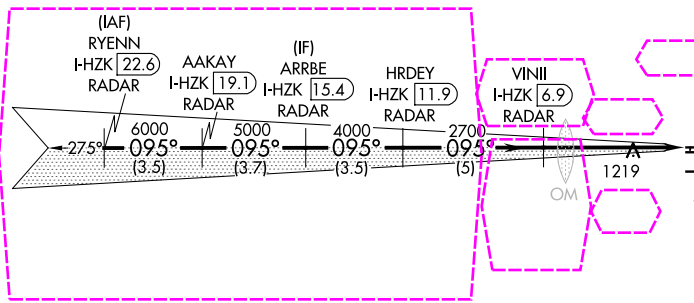 (IAF)
RYENN
I-HZK 22.6
RADAR
AAKAY
I-HZK 19.1
RADAR
(IF)
ARRBE
I-HZK 15.4
RADAR
HRDEY
I-HZK 11.9
RADAR
VINII
I-HZK 6.9
RADAR
6000
5000
4000
2700
275°
095°
095°
095°
095°
(3.5)
(3.7)
(3.5)
(5)
1219
OM